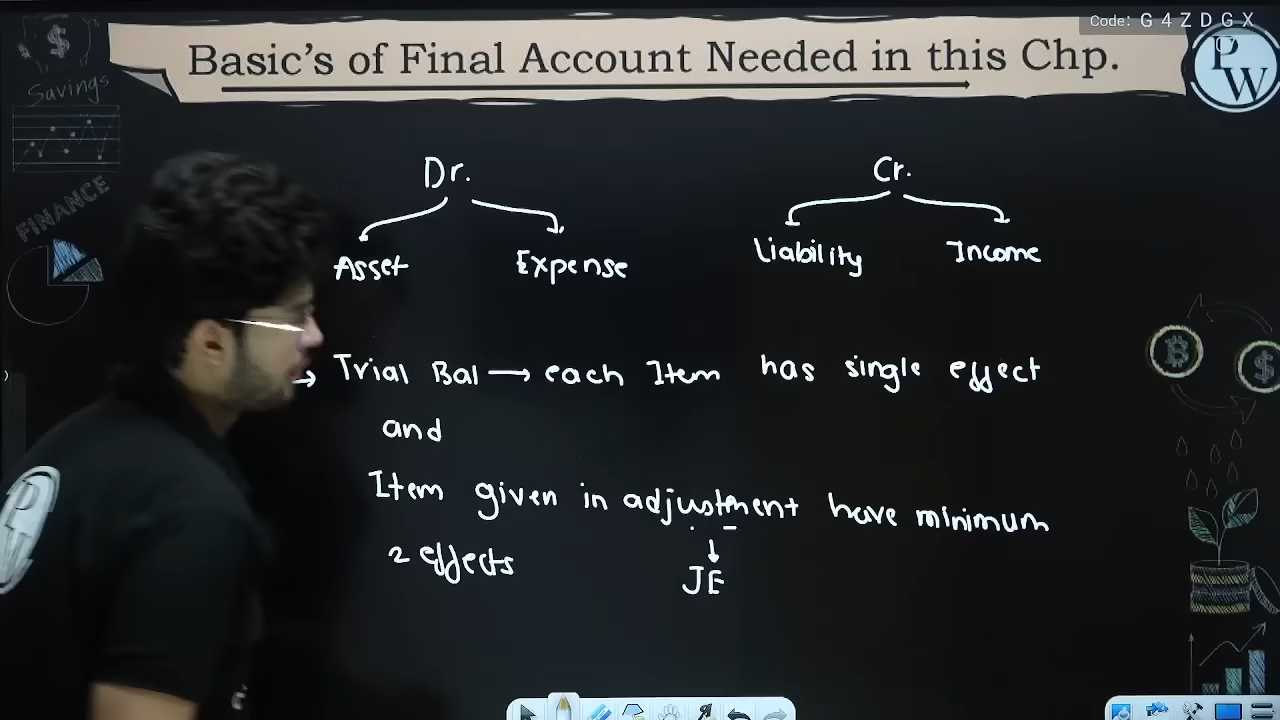 Code: G 4 Z D G X
Basic's of Final Account Needed in this Chp.
P
W
Savings
$
FINANCE
Dr.
Cr.
Asset
Expense
Liability
Income
Trial Bal → each Item has single effect
and
Item given in adjustment have minimum
2 effects
JE